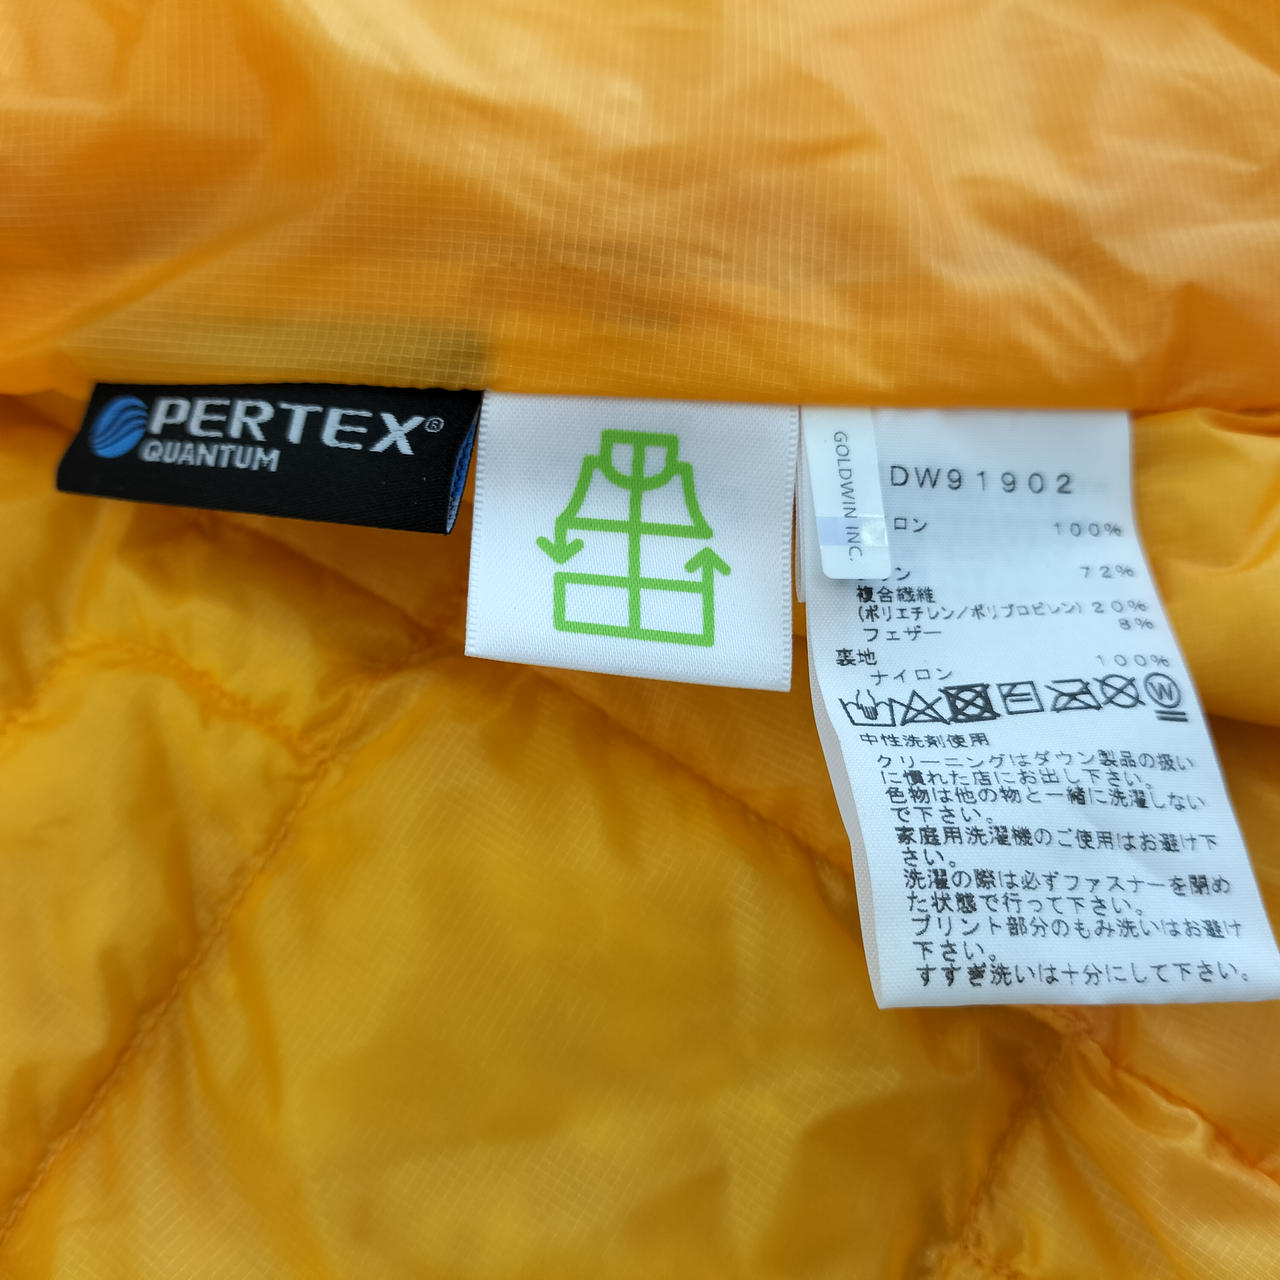 PERTEX®
QUANTUM
GOLDWIN INC.
DW91902
ロン 100%
ン 72%
複合繊維
(ポリエチレン/ポリプロピレン) 20%
フェザー 8%
裏地
ナイロン 100%
W
中性洗剤使用
クリーニングはダウン製品の扱い
に慣れた店にお出し下さい。
色物は他の物と一緒に洗濯しない
で下さい。
家庭用洗濯機のご使用はお避け下
さい。
洗濯の際は必ずファスナーを閉め
た状態で行って下さい。
プリント部分のもみ洗いはお避け
下さい。
すすぎ洗いは十分にして下さい。